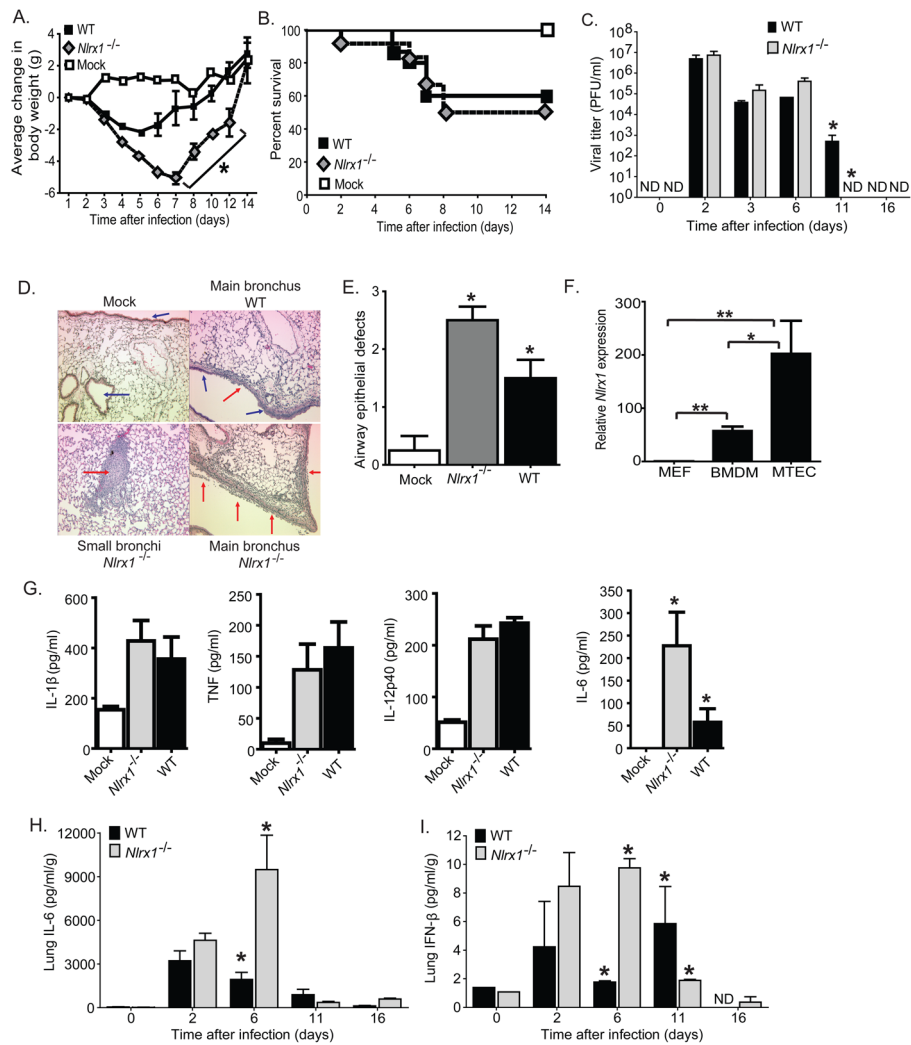 A.
WT
Nlrx1-/-
Mock
Average change in
body weight (g)
4
2
0
-2
-4
-6
*
1 2 3 4 5 6 7 8 10 12 14
Time after infection (days)
B.
Percent survival
100
80
60
40
20
0
WT
Nlrx1-/-
Mock
0 2 4 6 8 10 12 14
Time after infection (days)
C.
WT
Nlrx1-/-
Viral titer (PFU/ml)
10^8
10^7
10^6
10^5
10^4
10^3
10^2
10^1
10^0
ND ND
*
*
ND
ND ND
0 2 3 6 11 16
Time after infection (days)
D.
Mock
Main bronchus
WT
Small bronchi
Nlrx1-/-
Main bronchus
Nlrx1-/-
E.
Airway epithelial defects
3
2
1
0
*
*
Mock Nlrx1-/- WT
F.
Relative Nlrx1 expression
300
200
100
50
0
**
*
**
MEF BMDM MTEC
G.
IL-1β (pg/ml)
600
400
200
0
Mock Nlrx1-/- WT
TNF (pg/ml)
250
200
150
100
50
0
Mock Nlrx1-/- WT
IL-12p40 (pg/ml)
300
200
100
0
Mock Nlrx1-/- WT
IL-6 (pg/ml)
350
300
250
200
150
100
50
0
*
*
Mock Nlrx1-/- WT
H.
WT
Nlrx1-/-
Lung IL-6 (pg/ml/g)
12000
9000
6000
3000
0
*
*
0 2 6 11 16
Time after infection (days)
I.
WT
Nlrx1-/-
Lung IFN-β (pg/ml/g)
12
10
8
6
4
2
0
*
*
*
*
ND
0 2 6 11 16
Time after infection (days)